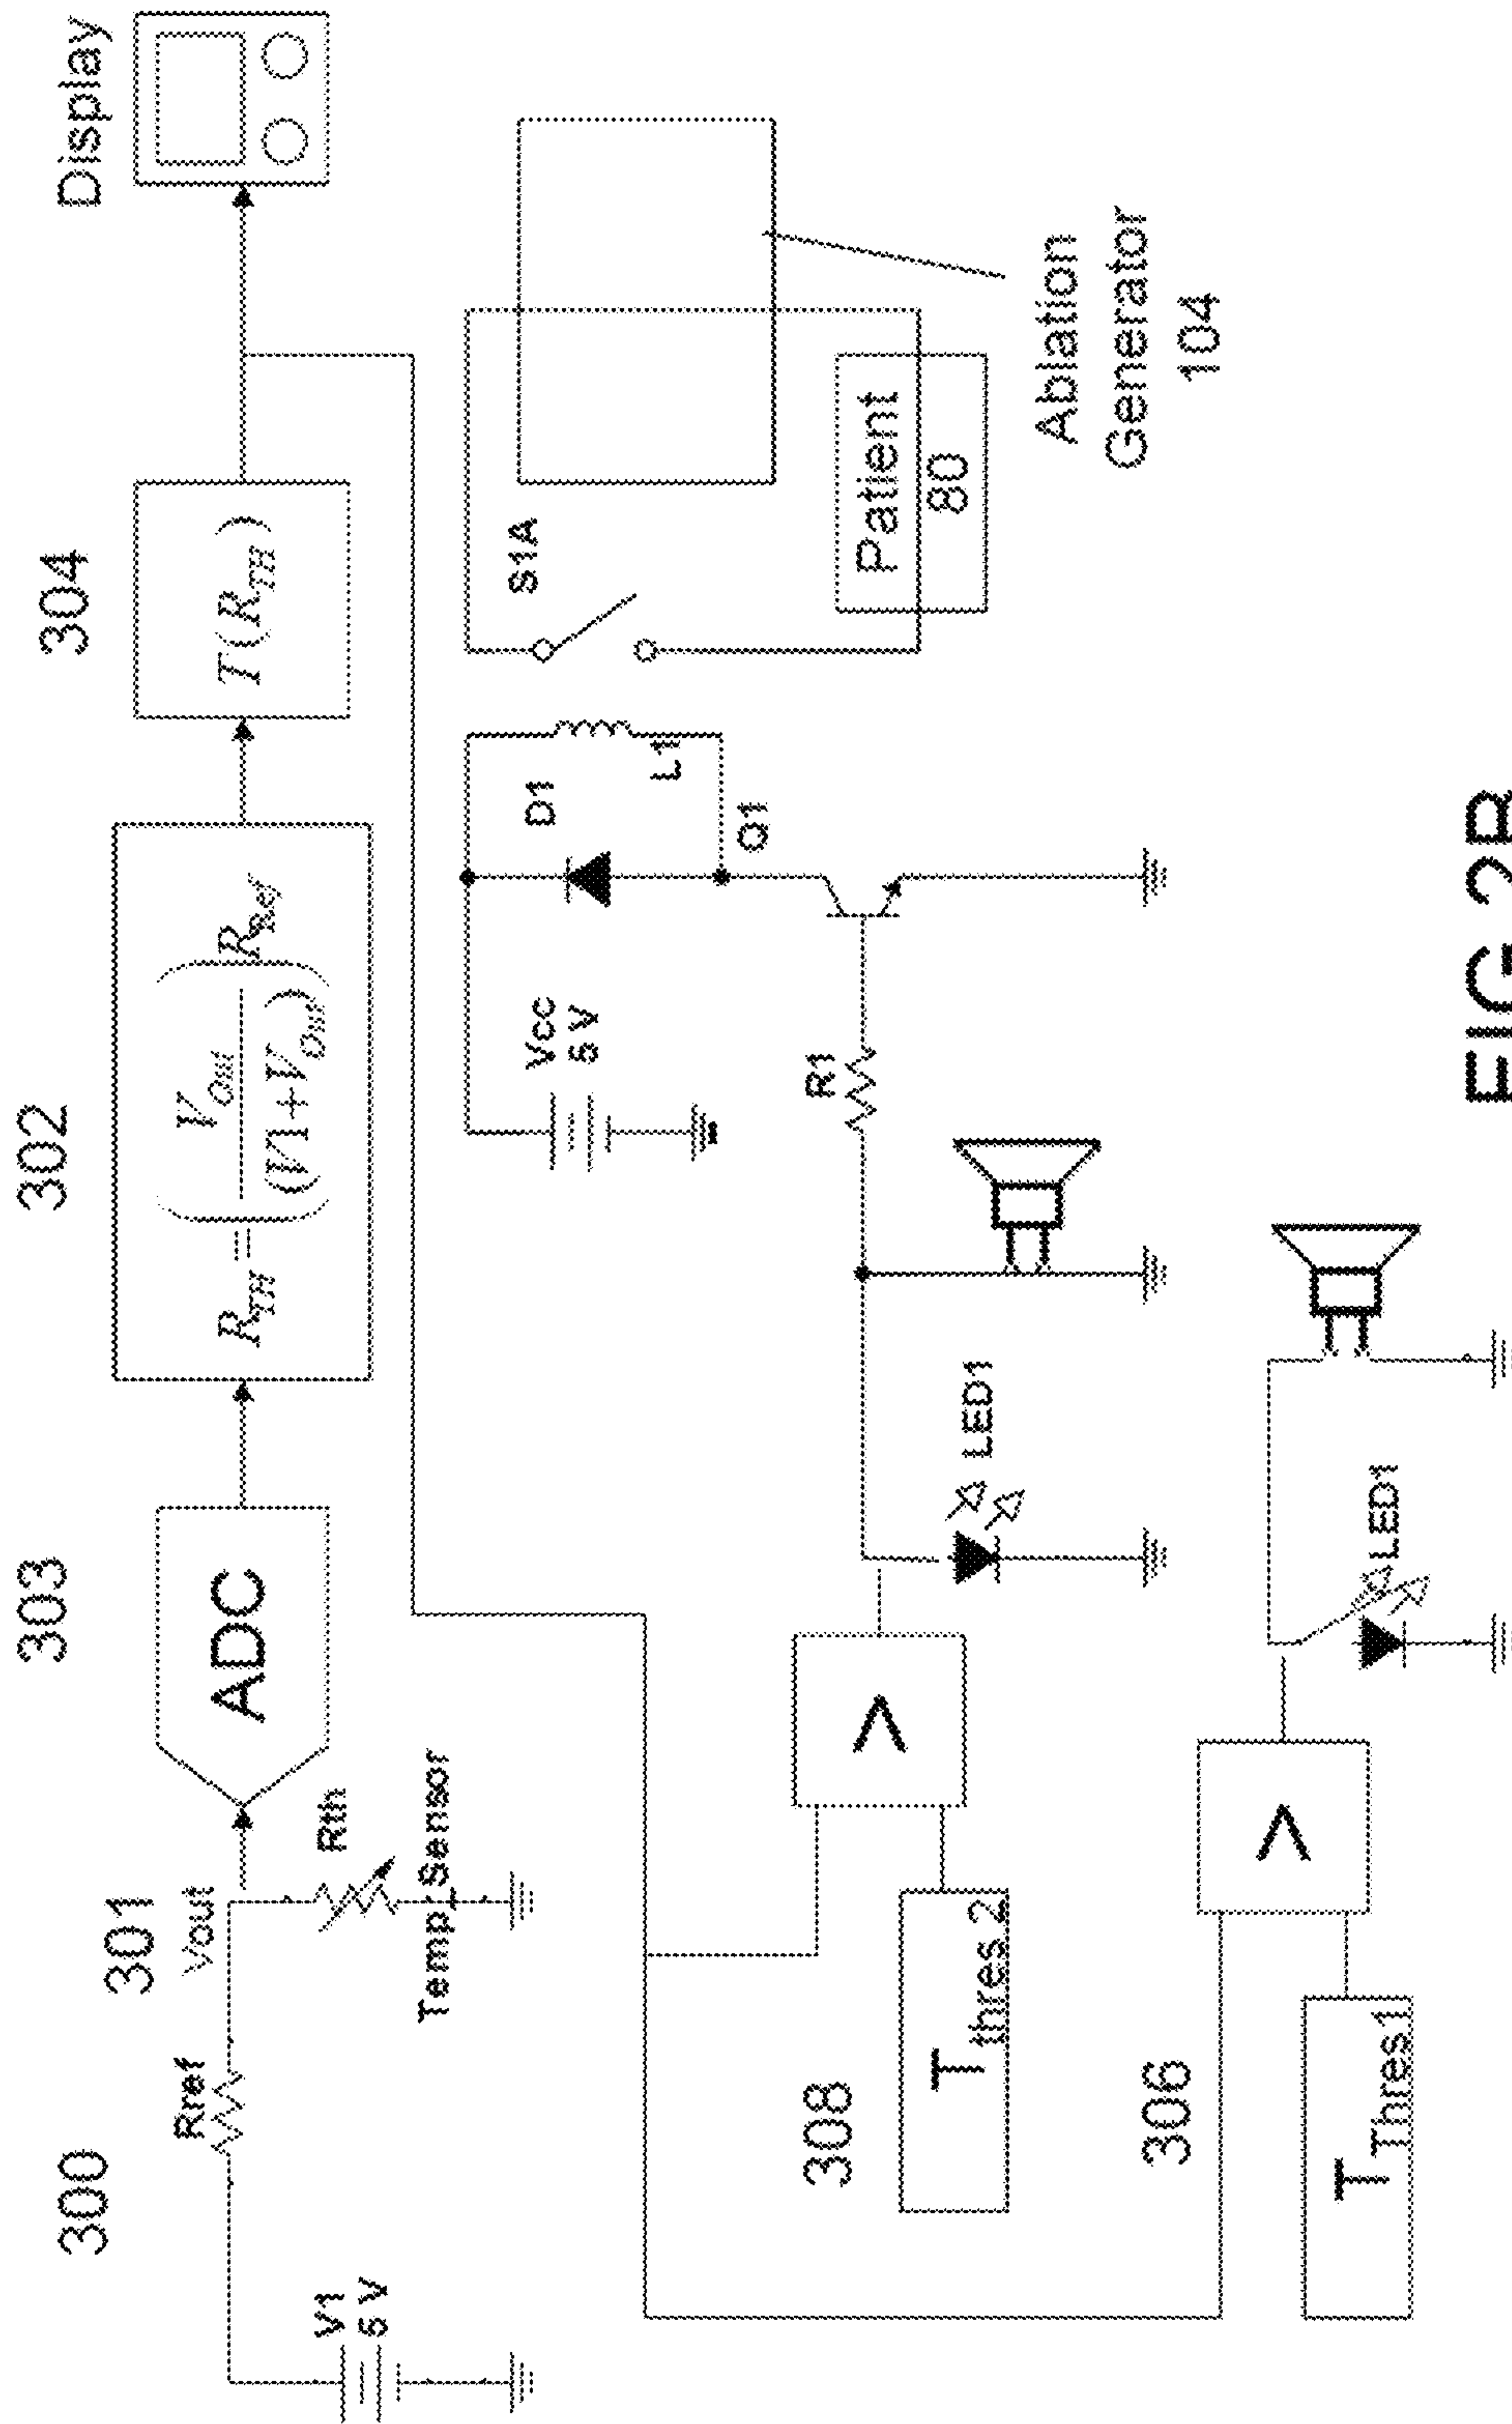 300
301
303
302
304
Display
Vout
Rref
ADC
R_TH = ( V_Out / (V1+V_Out) ) R_Ref
T(R_TH)
V1
5 V
Rth
Temp Sensor
Vcc
5 V
D1
L1
S1A
Q1
R1
Patient
80
Ablation
Generator
104
308
T thres 2
>
LED1
306
T Thres1
>
LED1
FIG 2B